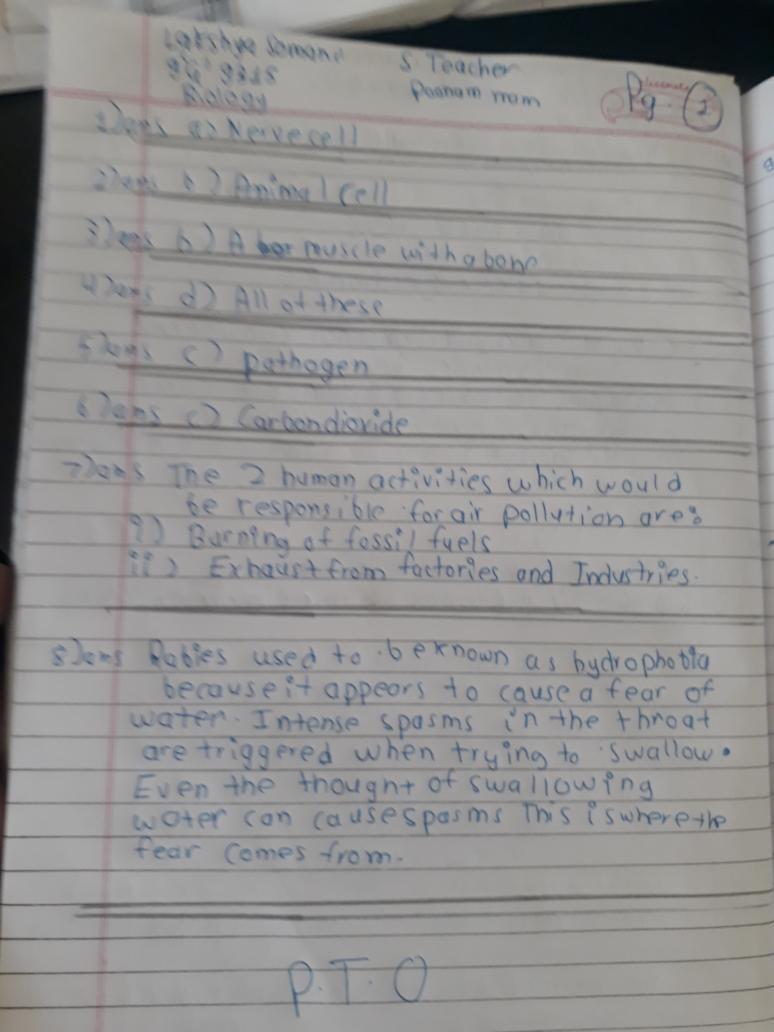 Lakshya Somani
S. Teacher
Poonam mom
Pg. 1
Biology
1) ans a) Nerve cell
2) ans b) Animal cell
3) ans b) A muscle with a bone
4) ans d) All of these
5) ans c) pathogen
6) ans c) Carbondioxide
7) ans The 2 human activities which would
be responsible for air pollution are:
i) Burning of fossil fuels
ii) Exhaust from factories and Industries.
8) ans Rabies used to be known as hydrophobia
because it appears to cause a fear of
water. Intense spasms in the throat
are triggered when trying to swallow.
Even the thought of swallowing
water can cause spasms This is where the
fear comes from.
P.T.O